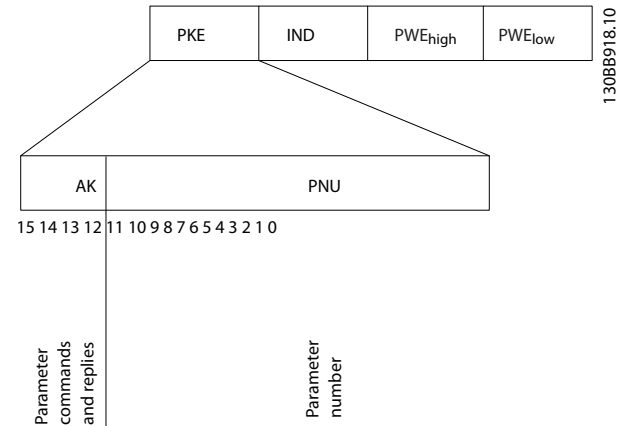 PKE IND PWEhigh PWElow
130BB918.10
AK PNU
15 14 13 12 11 10 9 8 7 6 5 4 3 2 1 0
Parameter
commands
and replies
Parameter
number